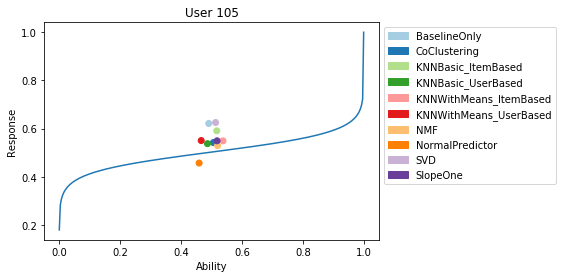 User 105
Response
1.0
0.8
0.6
0.4
0.2
0.0
0.2
0.4
0.6
0.8
1.0
Ability
BaselineOnly
CoClustering
KNNBasic_ItemBased
KNNBasic_UserBased
KNNWithMeans_ItemBased
KNNWithMeans_UserBased
NMF
NormalPredictor
SVD
SlopeOne